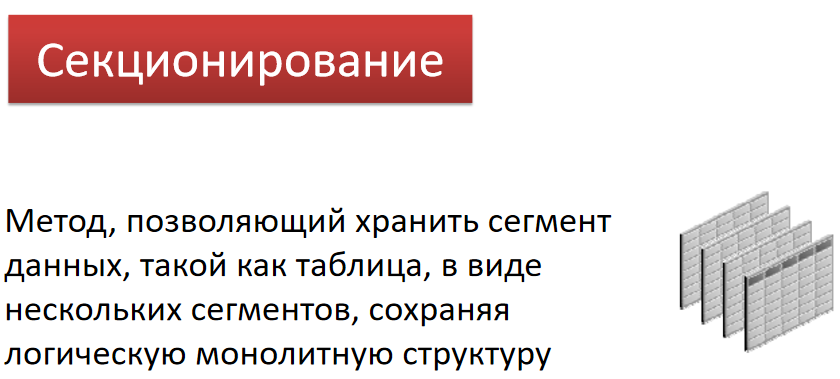 Секционирование
Метод, позволяющий хранить сегмент
данных, такой как таблица, в виде
нескольких сегментов, сохраняя
логическую монолитную структуру